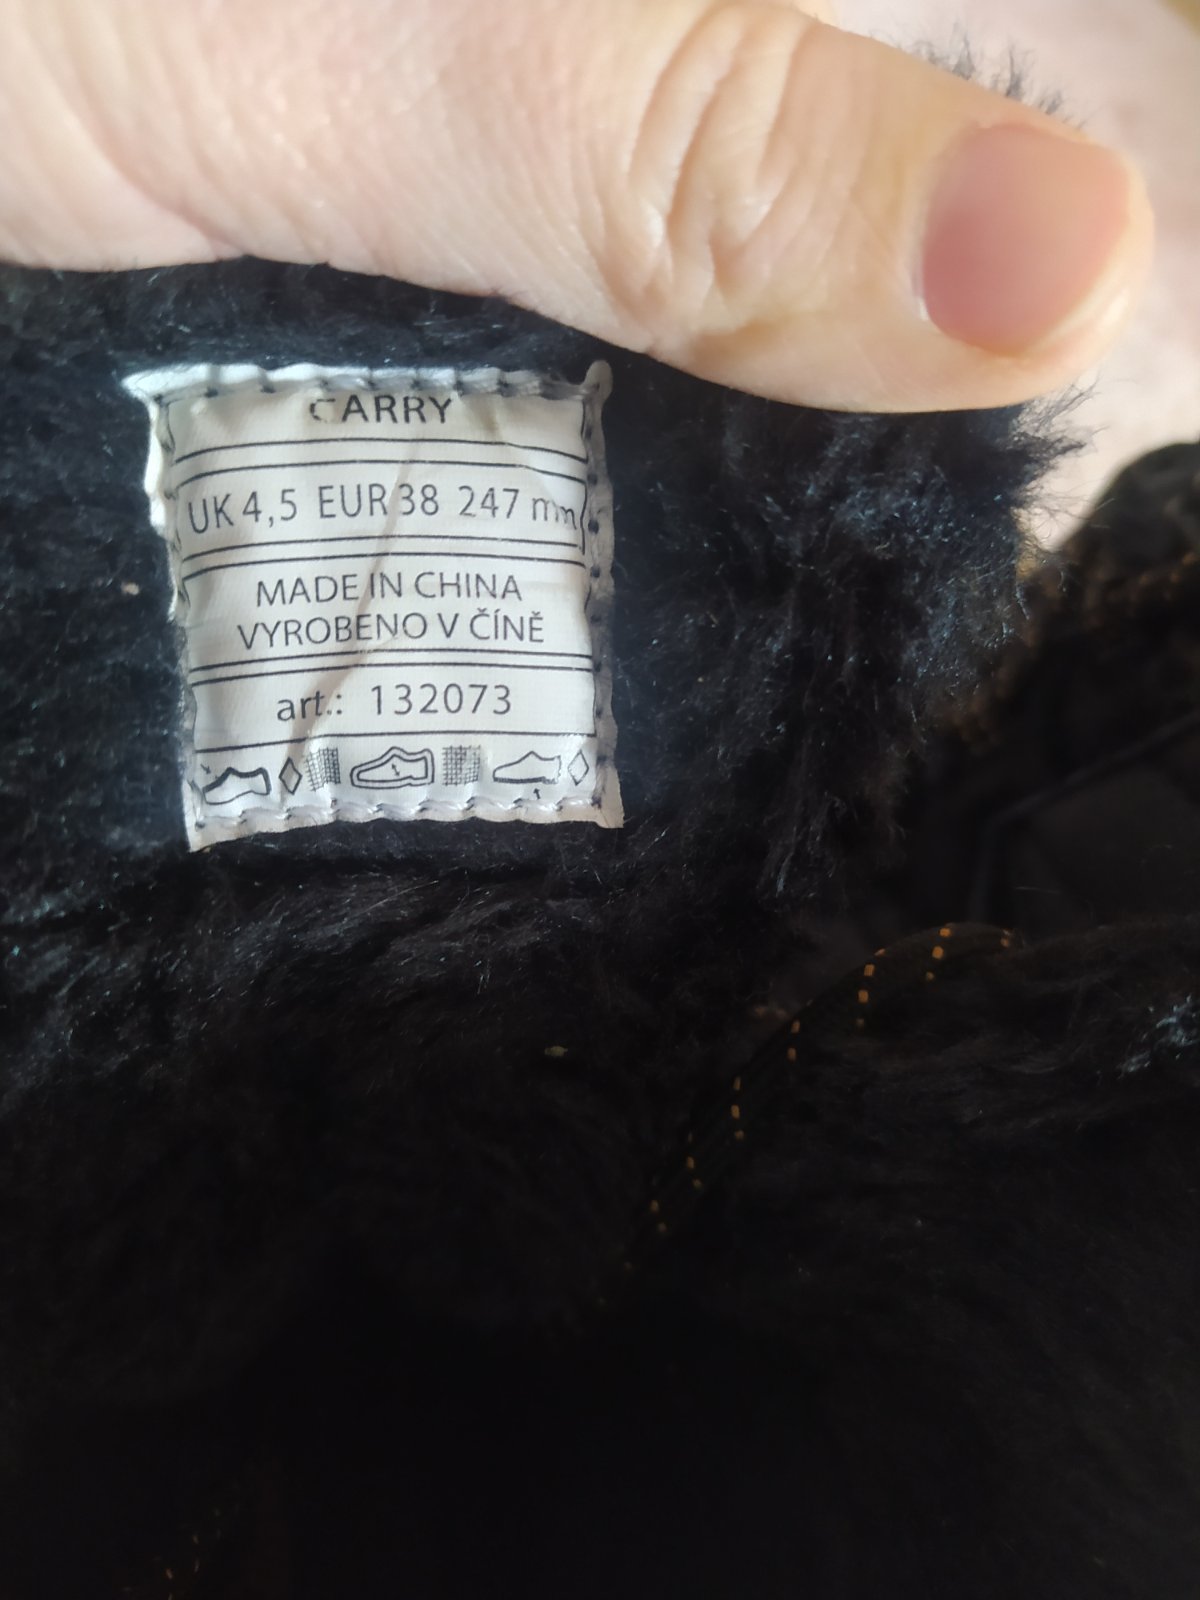 CARRY
UK 4,5 EUR 38 247 mm
MADE IN CHINA
VYROBENO V ČÍNĚ
art.: 132073